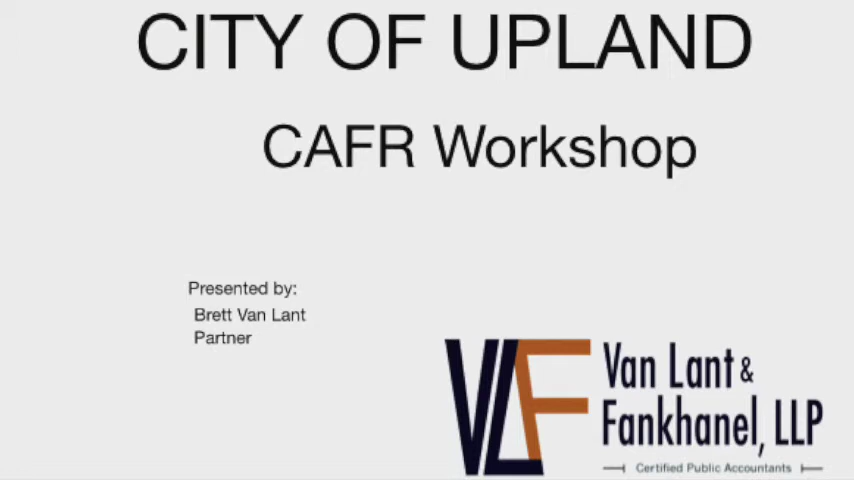 CITY OF UPLAND
CAFR Workshop
Presented by:
Brett Van Lant
Partner
VLF
Van Lant &
Fankhanel, LLP
Certified Public Accountants